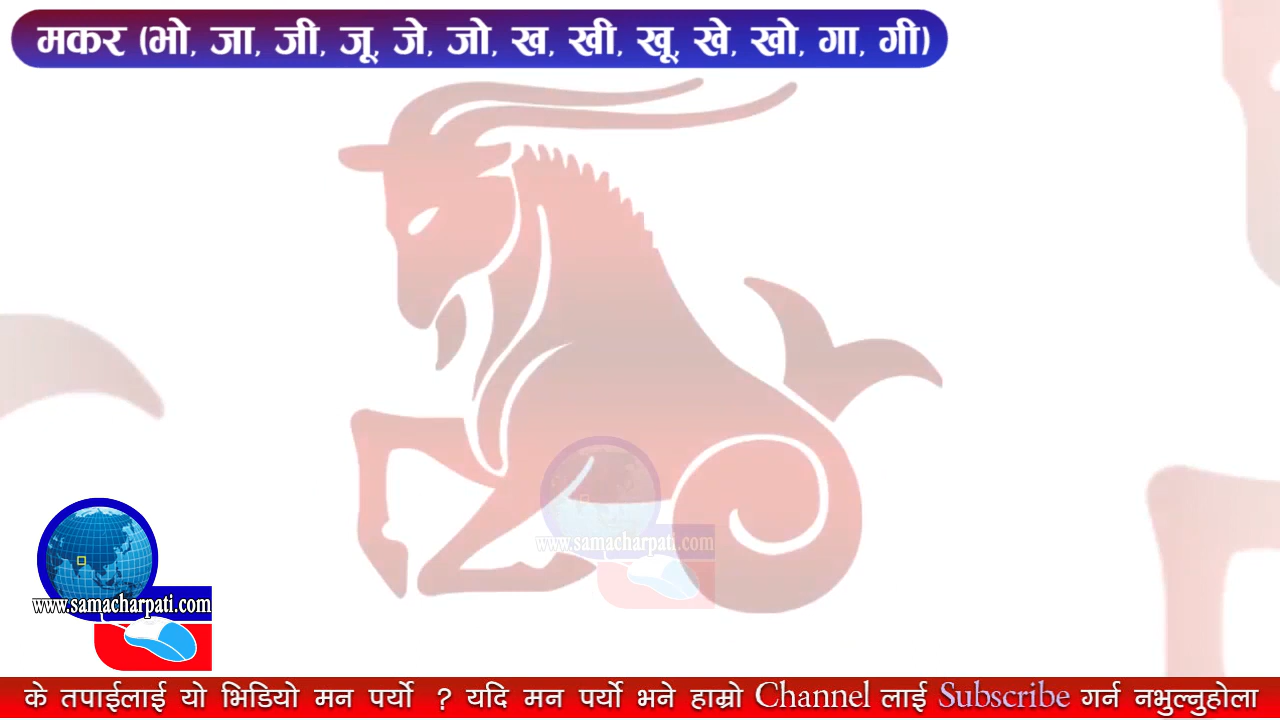 मकर (भो, जा, जी, जू, जे, जो, ख, खी, खू, खे, खो, गा, गी)
www.samacharpati.com
www.samacharpati.com
के तपाईलाई यो भिडियो मन पर्यो ? यदि मन पर्यो भने हाम्रो Channel लाई Subscribe गर्न नभुल्नुहोला